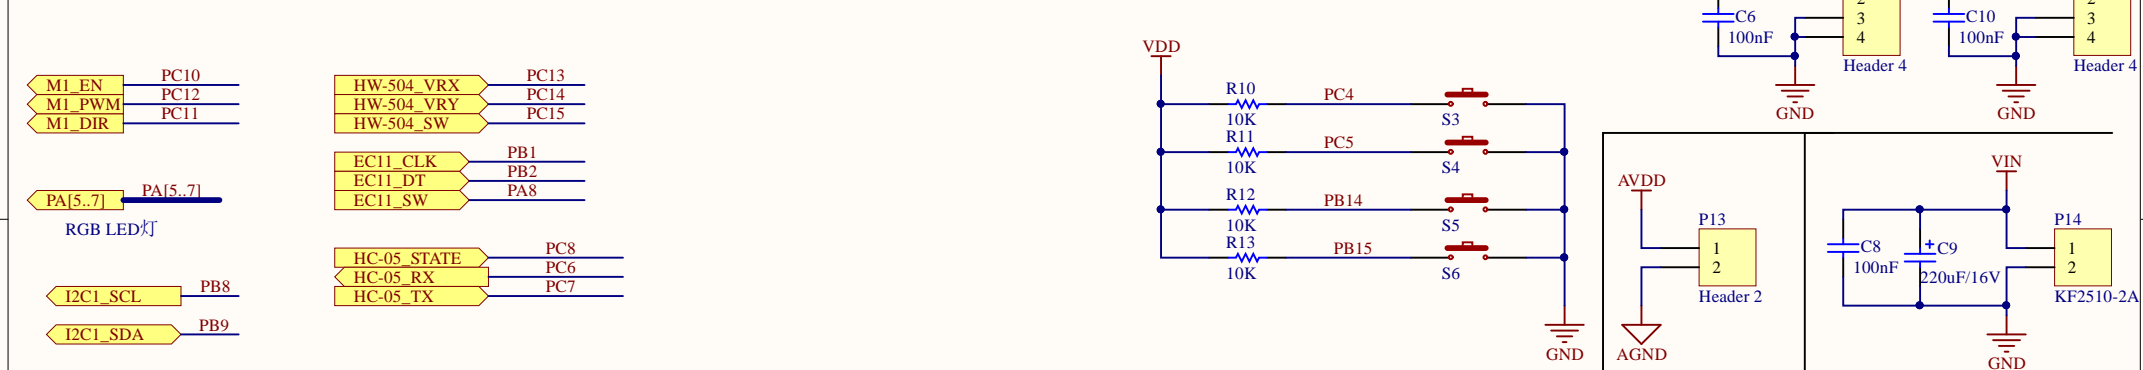 M1_EN
PC10
M1_PWM
PC12
M1_DIR
PC11
PA[5..7]
PA[5..7]
RGB LED灯
I2C1_SCL
PB8
I2C1_SDA
PB9
HW-504_VRX
PC13
HW-504_VRY
PC14
HW-504_SW
PC15
EC11_CLK
PB1
EC11_DT
PB2
EC11_SW
PA8
HC-05_STATE
PC8
HC-05_RX
PC6
HC-05_TX
PC7
VDD
R10
10K
PC4
S3
R11
10K
PC5
S4
R12
10K
PB14
S5
R13
10K
PB15
S6
GND
C6
100nF
3
4
Header 4
GND
C10
100nF
3
4
Header 4
GND
AVDD
P13
1
2
Header 2
AGND
VIN
C8
100nF
+
C9
220uF/16V
P14
1
2
KF2510-2A
GND